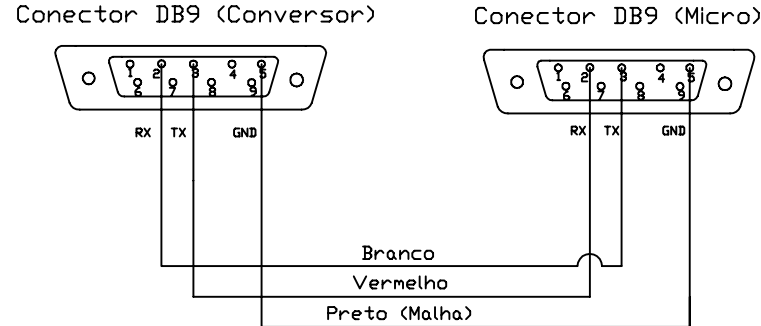 Conector DB9 (Conversor)
Conector DB9 (Micro)
1 2 3 4 5
6 7 8 9
1 2 3 4 5
6 7 8 9
RX TX GND
RX TX GND
Branco
Vermelho
Preto (Malha)